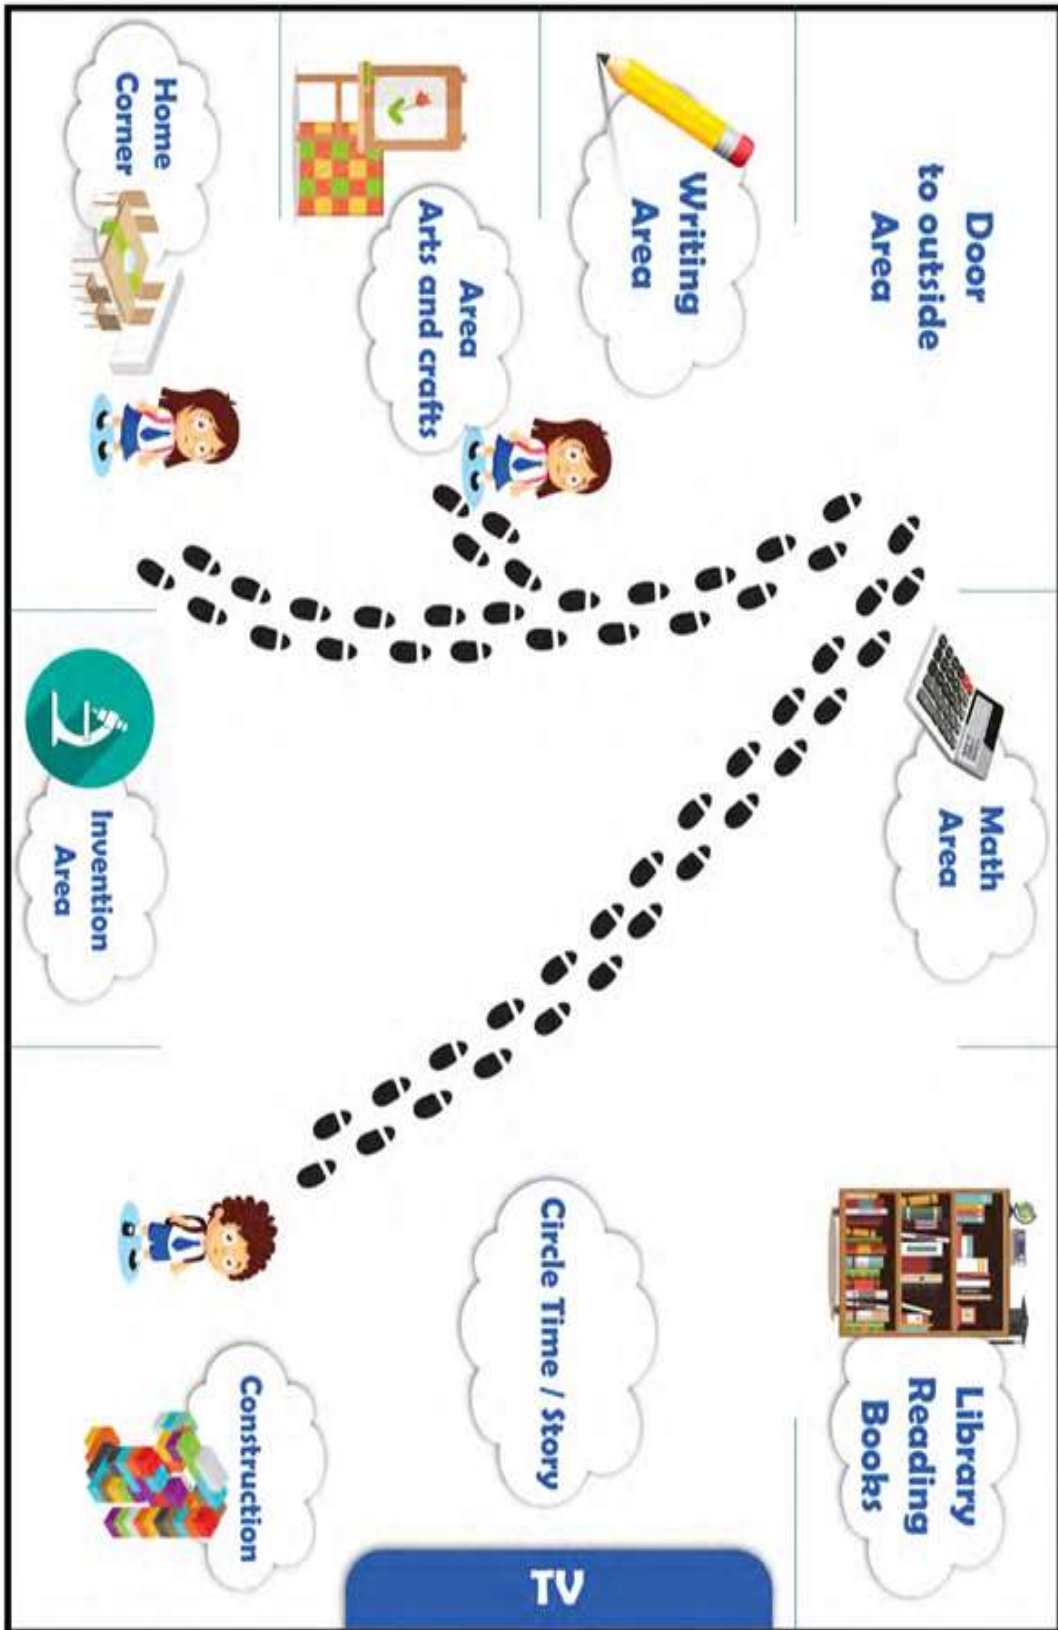 Door
to outside
Area
Math
Area
Library
Reading
Books
Writing
Area
Circle Time / Story
TV
Area
Arts and crafts
Home
Corner
Invention
Area
Construction